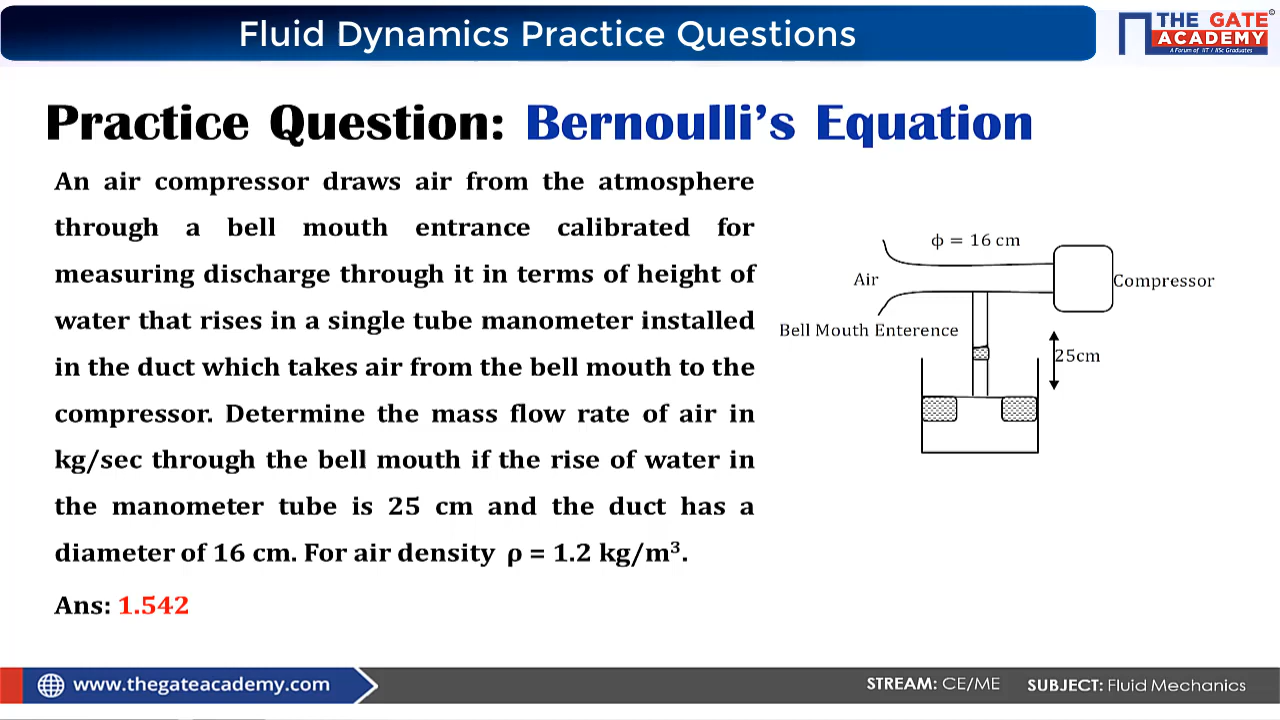 Fluid Dynamics Practice Questions
THE GATE
ACADEMY
A Forum of IIT / IISc Graduates
©
Practice Question: Bernoulli's Equation
An air compressor draws air from the atmosphere
through a bell mouth entrance calibrated for
measuring discharge through it in terms of height of
water that rises in a single tube manometer installed
in the duct which takes air from the bell mouth to the
compressor. Determine the mass flow rate of air in
kg/sec through the bell mouth if the rise of water in
the manometer tube is 25 cm and the duct has a
diameter of 16 cm. For air density ρ = 1.2 kg/m³.
Ans: 1.542
ϕ = 16 cm
Air
Compressor
Bell Mouth Enterence
25cm
www.thegateacademy.com
STREAM: CE/ME
SUBJECT: Fluid Mechanics